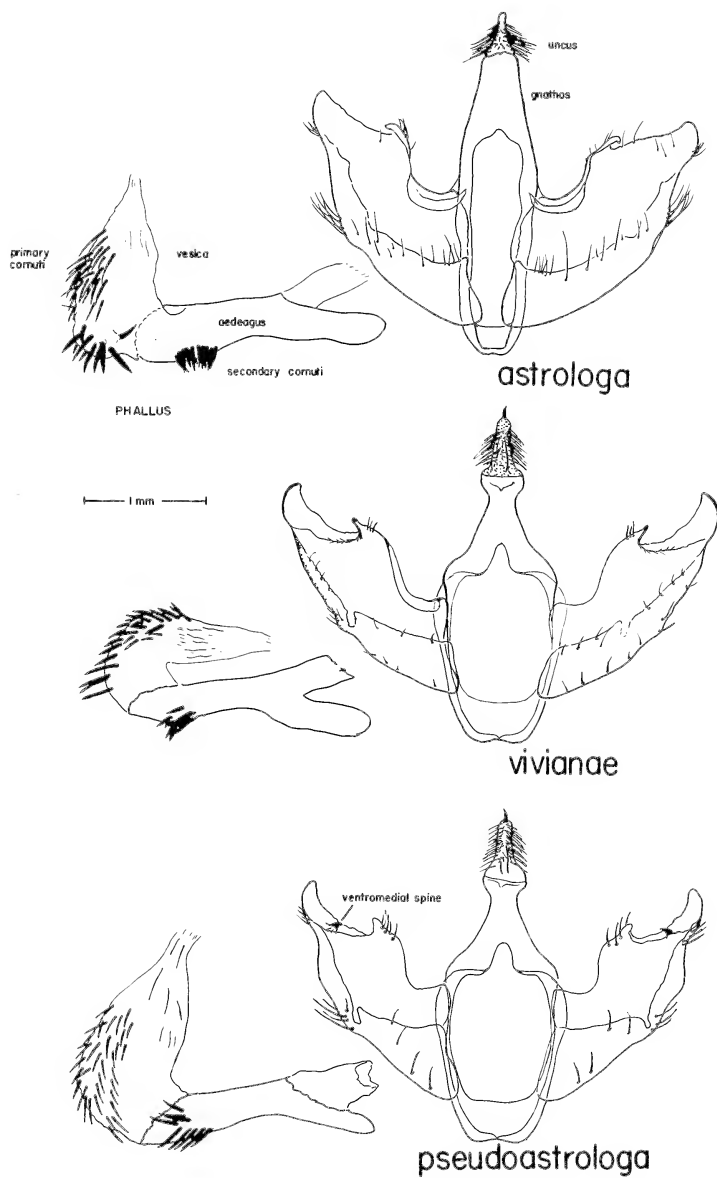 uncus
gnathos
primary
cornuti
vesica
aedeagus
secondary cornuti
astrologa
PHALLUS
1 mm
vivianae
ventromedial spine
pseudoastrologa